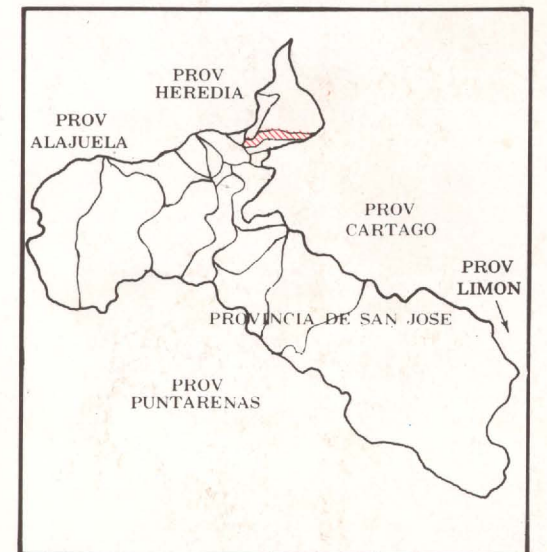 PROV
HEREDIA
PROV
ALAJUELA
PROV
CARTAGO
PROV
LIMON
PROVINCIA DE SAN JOSE
PROV
PUNTARENAS